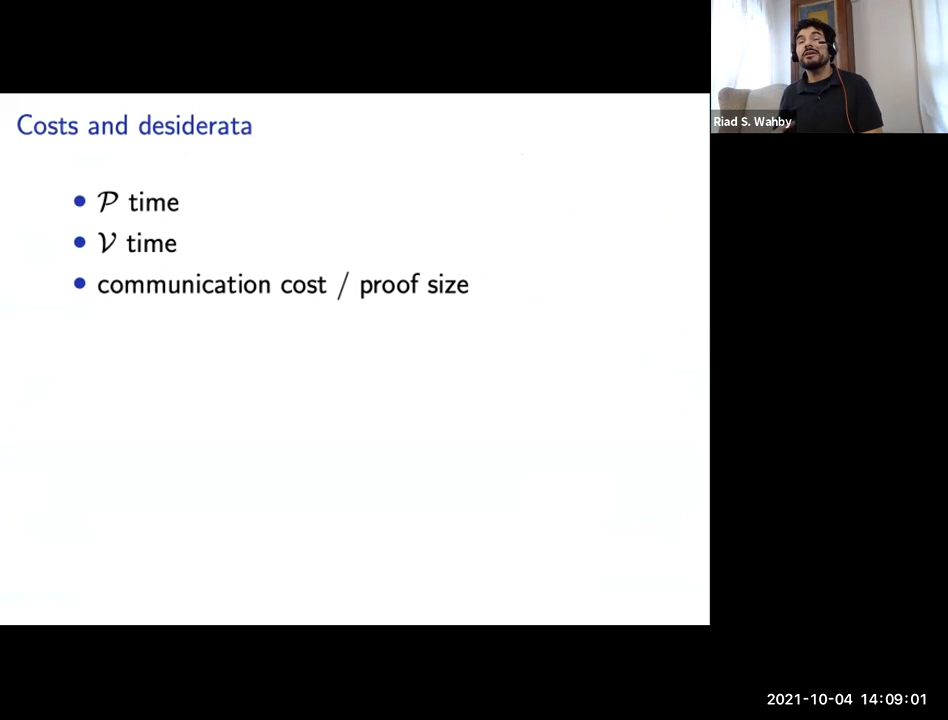 Costs and desiderata
• 𝒫 time
• 𝒱 time
• communication cost / proof size
Riad S. Wahby
2021-10-04 14:09:01